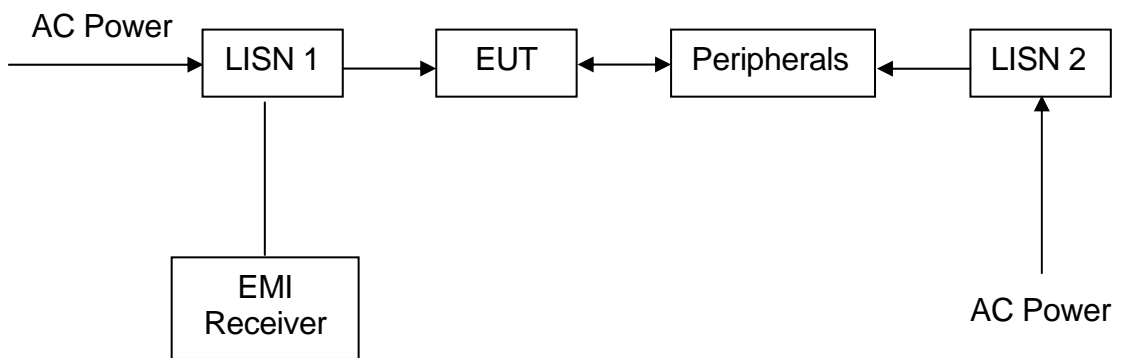 AC Power
LISN 1
EUT
Peripherals
LISN 2
EMI
Receiver
AC Power